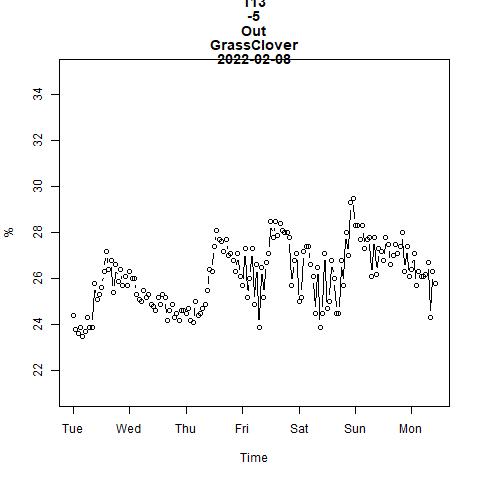 T13
-5
Out
GrassClover
2022-02-08
34
32
30
28
26
24
22
%
Tue Wed Thu Fri Sat Sun Mon
Time